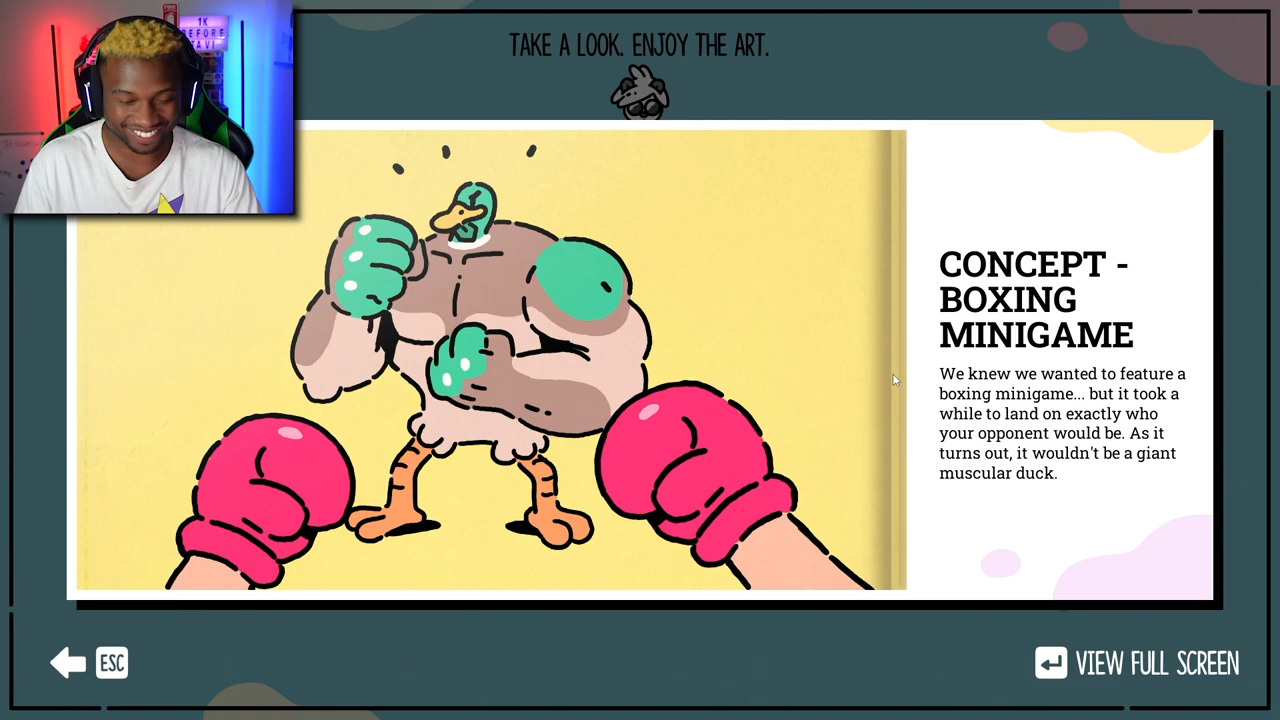 1K
BEFORE
TAKE A LOOK. ENJOY THE ART.
CONCEPT -
BOXING
MINIGAME
We knew we wanted to feature a
boxing minigame... but it took a
while to land on exactly who
your opponent would be. As it
turns out, it wouldn't be a giant
muscular duck.
ESC
VIEW FULL SCREEN